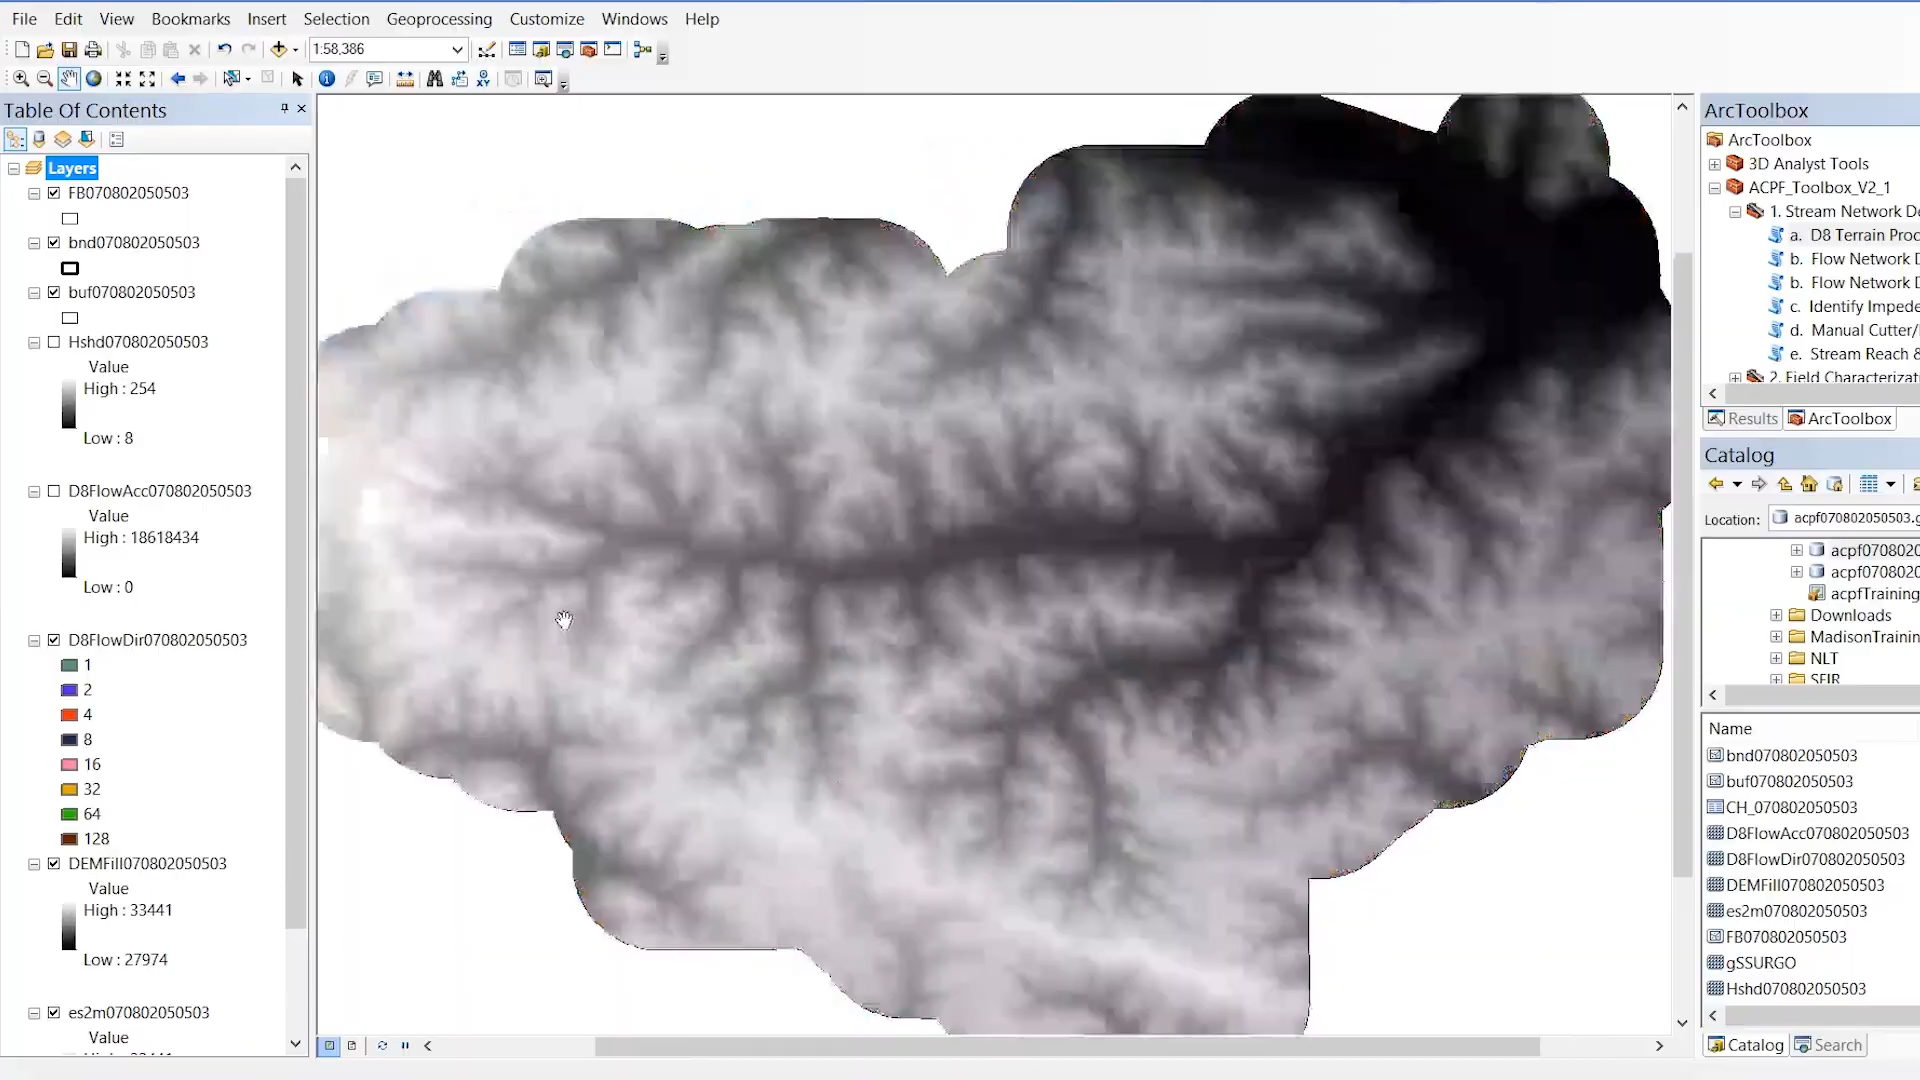 File Edit View Bookmarks Insert Selection Geoprocessing Customize Windows Help
1:58,386
Table Of Contents
Layers
FB070802050503
bnd070802050503
buf070802050503
Hshd070802050503
Value
High : 254
Low : 8
D8FlowAcc070802050503
Value
High : 18618434
Low : 0
D8FlowDir070802050503
1
2
4
8
16
32
64
128
DEMFill070802050503
Value
High : 33441
Low : 27974
es2m070802050503
Value
ArcToolbox
ArcToolbox
3D Analyst Tools
ACPF_Toolbox_V2_1
1. Stream Network De
a. D8 Terrain Proc
b. Flow Network D
b. Flow Network D
c. Identify Impede
d. Manual Cutter/
e. Stream Reach &
2. Field Characterizati
Results ArcToolbox
Catalog
Location: acpf070802050503.g
acpf070802
acpf070802
acpfTraining
Downloads
MadisonTrainin
NLT
Name
bnd070802050503
buf070802050503
CH_070802050503
D8FlowAcc070802050503
D8FlowDir070802050503
DEMFill070802050503
es2m070802050503
FB070802050503
gSSURGO
Hshd070802050503
Catalog Search